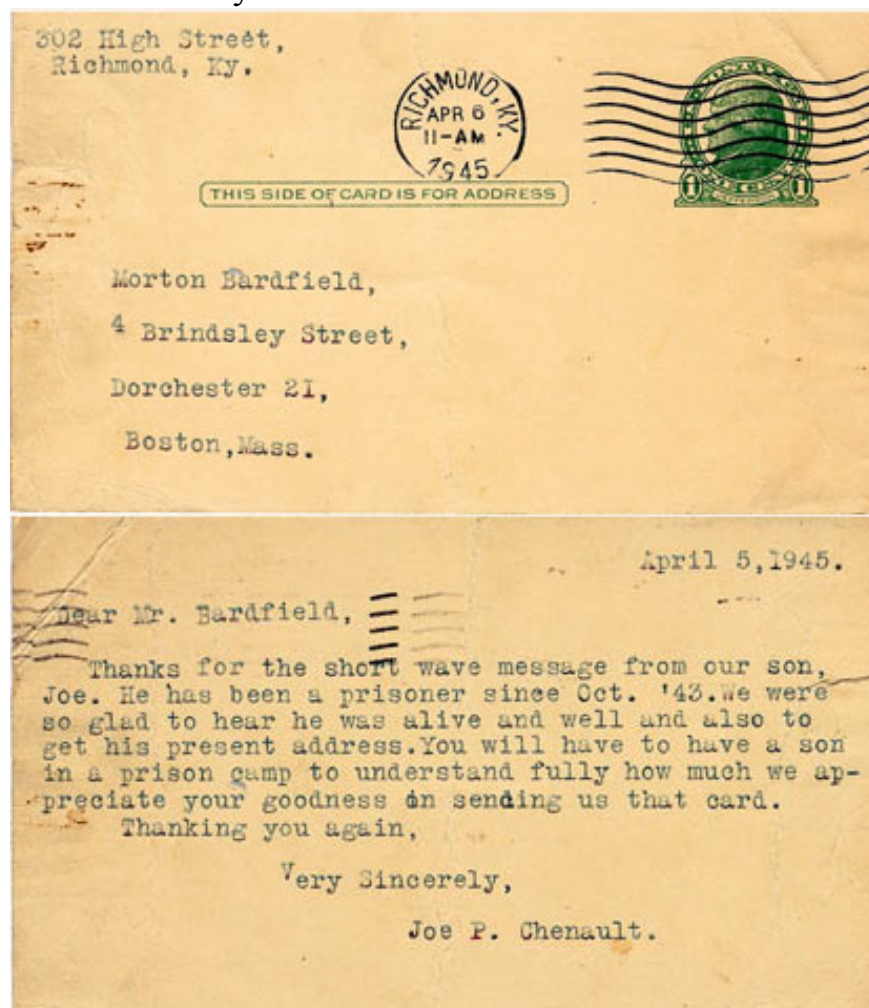 302 High Street,
Richmond, Ky.
RICHMOND, KY.
APR 6
11-AM
1945
THIS SIDE OF CARD IS FOR ADDRESS
1 1
Morton Bardfield,
4 Brindsley Street,
Dorchester 21,
Boston,Mass.
April 5,1945.
Dear Mr. Bardfield,
Thanks for the short wave message from our son,
Joe. He has been a prisoner since Oct. '43.We were
so glad to hear he was alive and well and also to
get his present address.You will have to have a son
in a prison camp to understand fully how much we ap-
preciate your goodness in sending us that card.
Thanking you again,
Very Sincerely,
Joe P. Chenault.